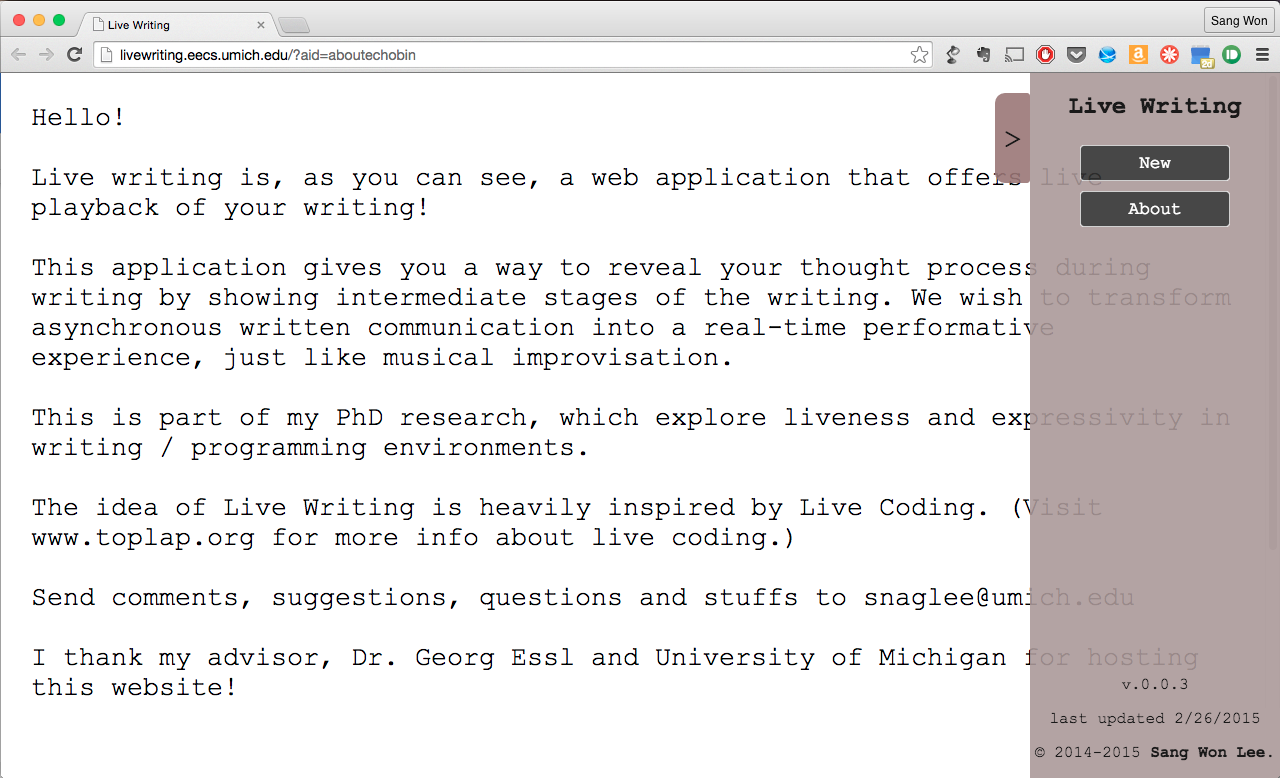 Live Writing
Sang Won
livewriting.eecs.umich.edu/?aid=aboutechobin
Hello!
Live writing is, as you can see, a web application that offers live
playback of your writing!
This application gives you a way to reveal your thought process during
writing by showing intermediate stages of the writing. We wish to transform
asynchronous written communication into a real-time performative
experience, just like musical improvisation.
This is part of my PhD research, which explore liveness and expressivity in
writing / programming environments.
The idea of Live Writing is heavily inspired by Live Coding. (Visit
www.toplap.org for more info about live coding.)
Send comments, suggestions, questions and stuffs to snaglee@umich.edu
I thank my advisor, Dr. Georg Essl and University of Michigan for hosting
this website!
>
Live Writing
New
About
v.0.0.3
last updated 2/26/2015
© 2014-2015 Sang Won Lee.